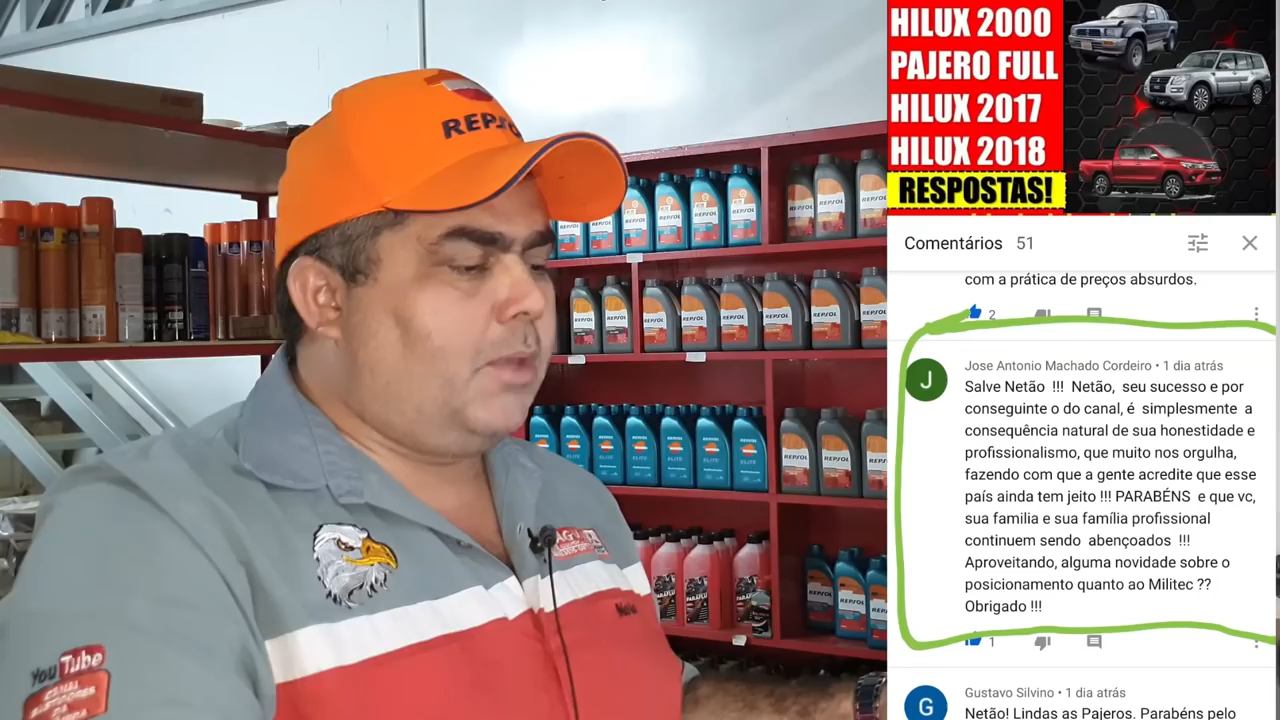 HILUX 2000
PAJERO FULL
HILUX 2017
HILUX 2018
RESPOSTAS!
Comentários 51
com a prática de preços absurdos.
2
J
Jose Antonio Machado Cordeiro • 1 dia atrás
Salve Netão !!! Netão, seu sucesso e por
conseguinte o do canal, é simplesmente a
consequência natural de sua honestidade e
profissionalismo, que muito nos orgulha,
fazendo com que a gente acredite que esse
país ainda tem jeito !!! PARABÉNS e que vc,
sua familia e sua família profissional
continuem sendo abençoados !!!
Aproveitando, alguma novidade sobre o
posicionamento quanto ao Militec ??
Obrigado !!!
1
G
Gustavo Silvino • 1 dia atrás
Netão! Lindas as Pajeros. Parabéns pelo
REPSOL
REPSOL
REPSOL
REPSOL
ELITE
PARAFLU
YouTube